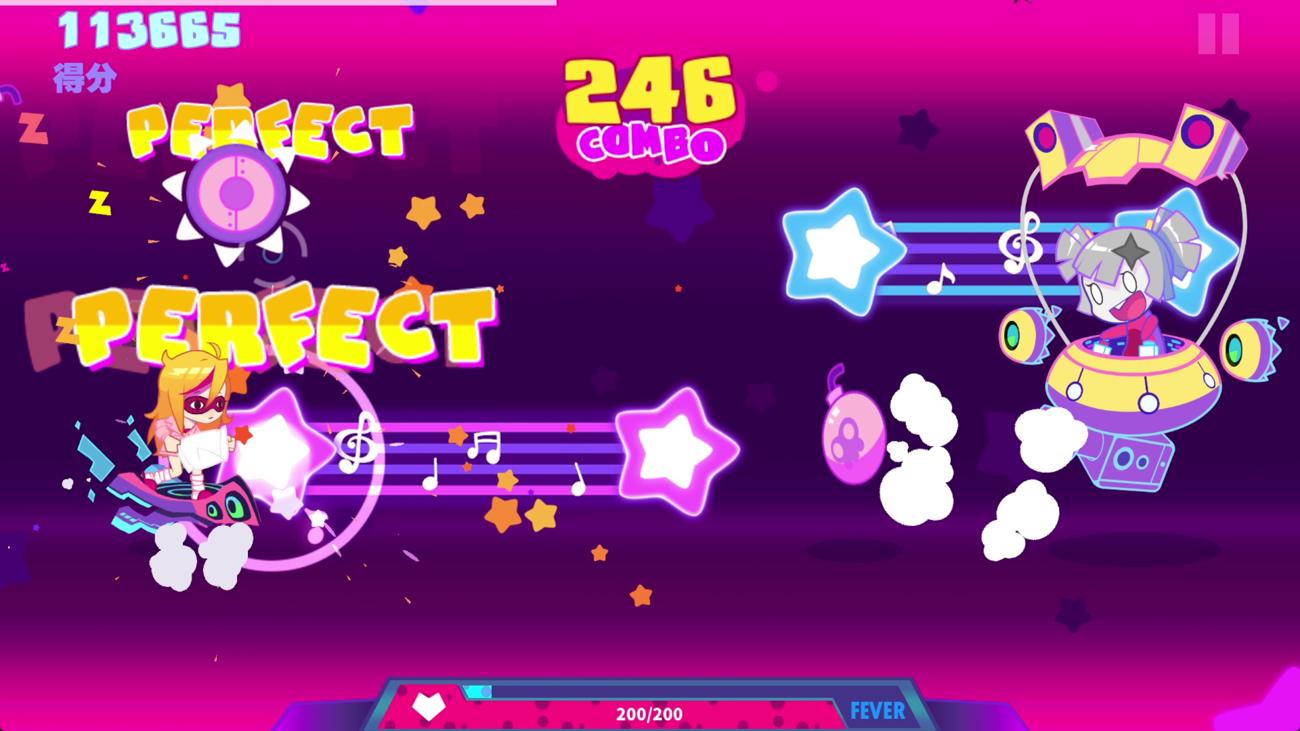 113665
得分
246
COMBO
PERFECT
Z
Z
PERFECT
Z
200/200
FEVER